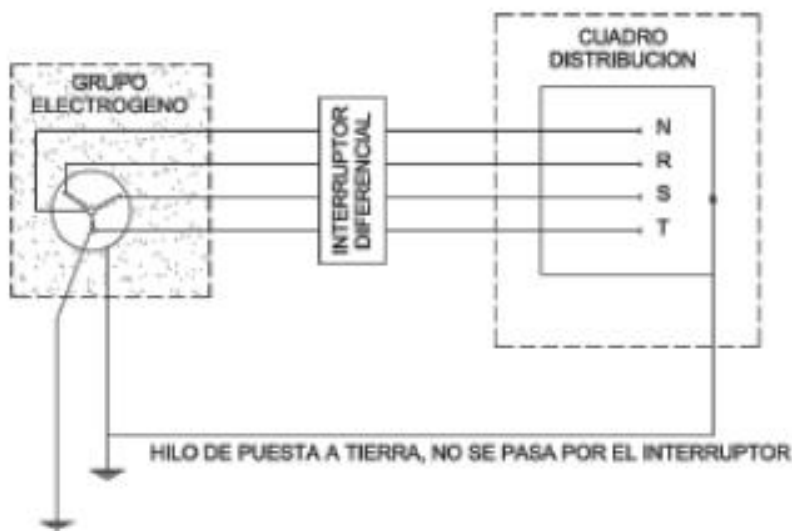 GRUPO
ELECTROGENO
INTERRUPTOR
DIFERENCIAL
CUADRO
DISTRIBUCION
N
R
S
T
HILO DE PUESTA A TIERRA, NO SE PASA POR EL INTERRUPTOR